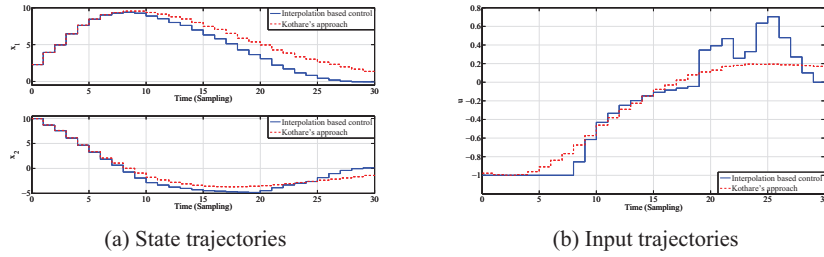 10
5
0
x₁
0
5
10
15
20
25
30
Time (Sampling)
Interpolation based control
Kothare's approach
10
5
0
−5
x₂
0
5
10
15
20
25
30
Time (Sampling)
Interpolation based control
Kothare's approach
(a) State trajectories
0.8
0.6
0.4
0.2
0
−0.2
−0.4
−0.6
−0.8
−1
u
0
5
10
15
20
25
30
Time (Sampling)
Interpolation based control
Kothare's approach
(b) Input trajectories